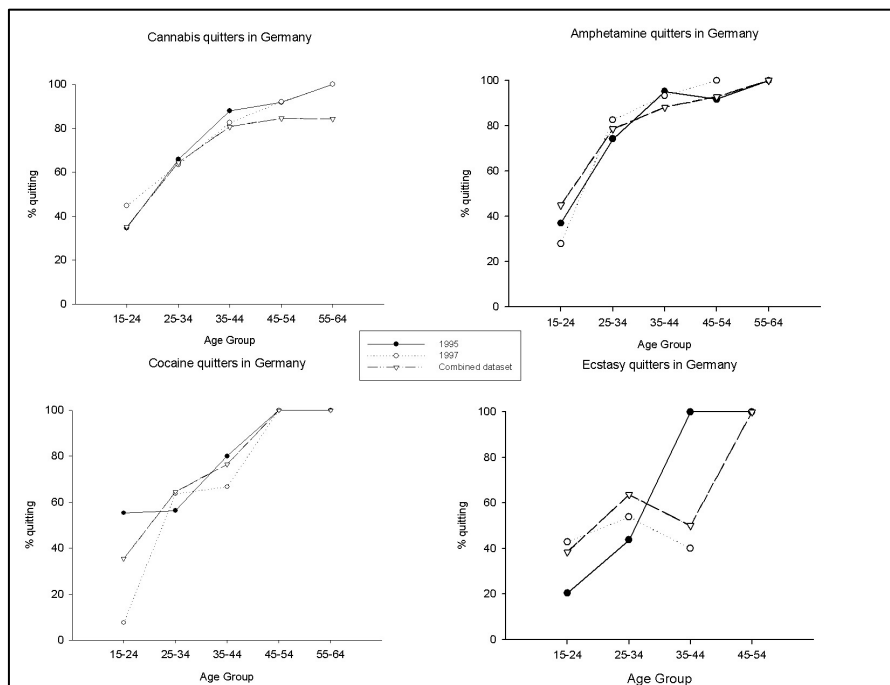 Cannabis quitters in Germany
100
80
60
40
20
0
% quitting
15-24 25-34 35-44 45-54 55-64
Age Group
Amphetamine quitters in Germany
100
80
60
40
20
0
% quitting
15-24 25-34 35-44 45-54 55-64
Age Group
1995
1997
Combined dataset
Cocaine quitters in Germany
100
80
60
40
20
0
% quitting
15-24 25-34 35-44 45-54 55-64
Age Group
Ecstasy quitters in Germany
100
80
60
40
20
0
% quitting
15-24 25-34 35-44 45-54
Age Group